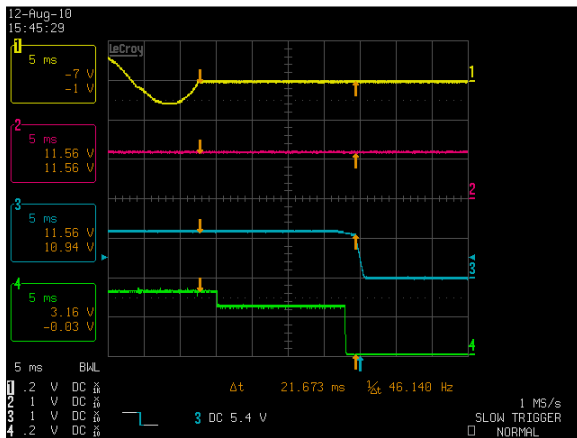 12-Aug-10
15:45:29
LeCroy
1
5 ms
-7 V
-1 V
1
2
5 ms
11.56 V
11.56 V
2
3
5 ms
11.56 V
10.94 V
3
4
5 ms
3.16 V
-0.03 V
4
5 ms BWL
1 .2 V DC
2 1 V DC
3 1 V DC
4 .2 V DC
Δt 21.673 ms 1/Δt 46.140 Hz
3 DC 5.4 V
1 MS/s
SLOW TRIGGER
NORMAL